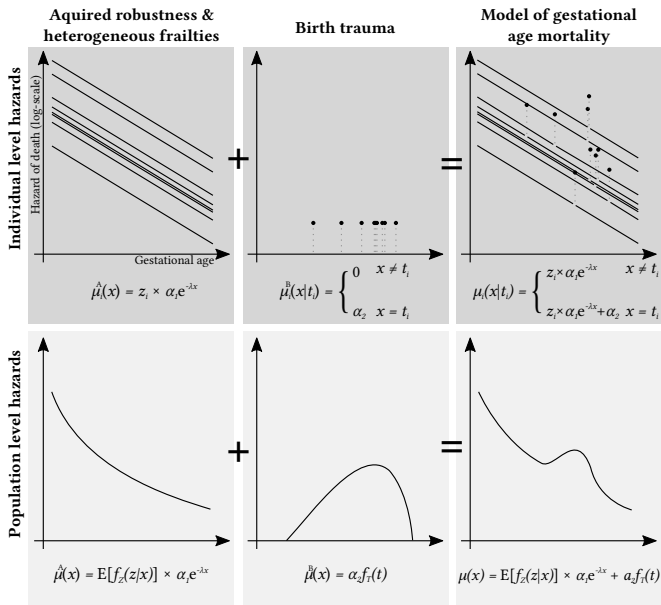 Aquired robustness &
heterogeneous frailties
Birth trauma
Model of gestational
age mortality
Individual level hazards
Hazard of death (log-scale)
Gestational age
+
=
μ̂ᴬᵢ(x) = zᵢ × α₁e^-λx
μ̂ᴮᵢ(x|tᵢ) = { 0 x ≠ tᵢ
α₂ x = tᵢ
μᵢ(x|tᵢ) = { zᵢ×α₁e^-λx x ≠ tᵢ
zᵢ×α₁e^-λx+α₂ x = tᵢ
Population level hazards
+
=
μ̂ᴬ(x) = E[f_Z(z|x)] × α₁e^-λx
μ̂ᴮ(x) = α₂f_T(t)
μ(x) = E[f_Z(z|x)] × α₁e^-λx + a₂f_T(t)